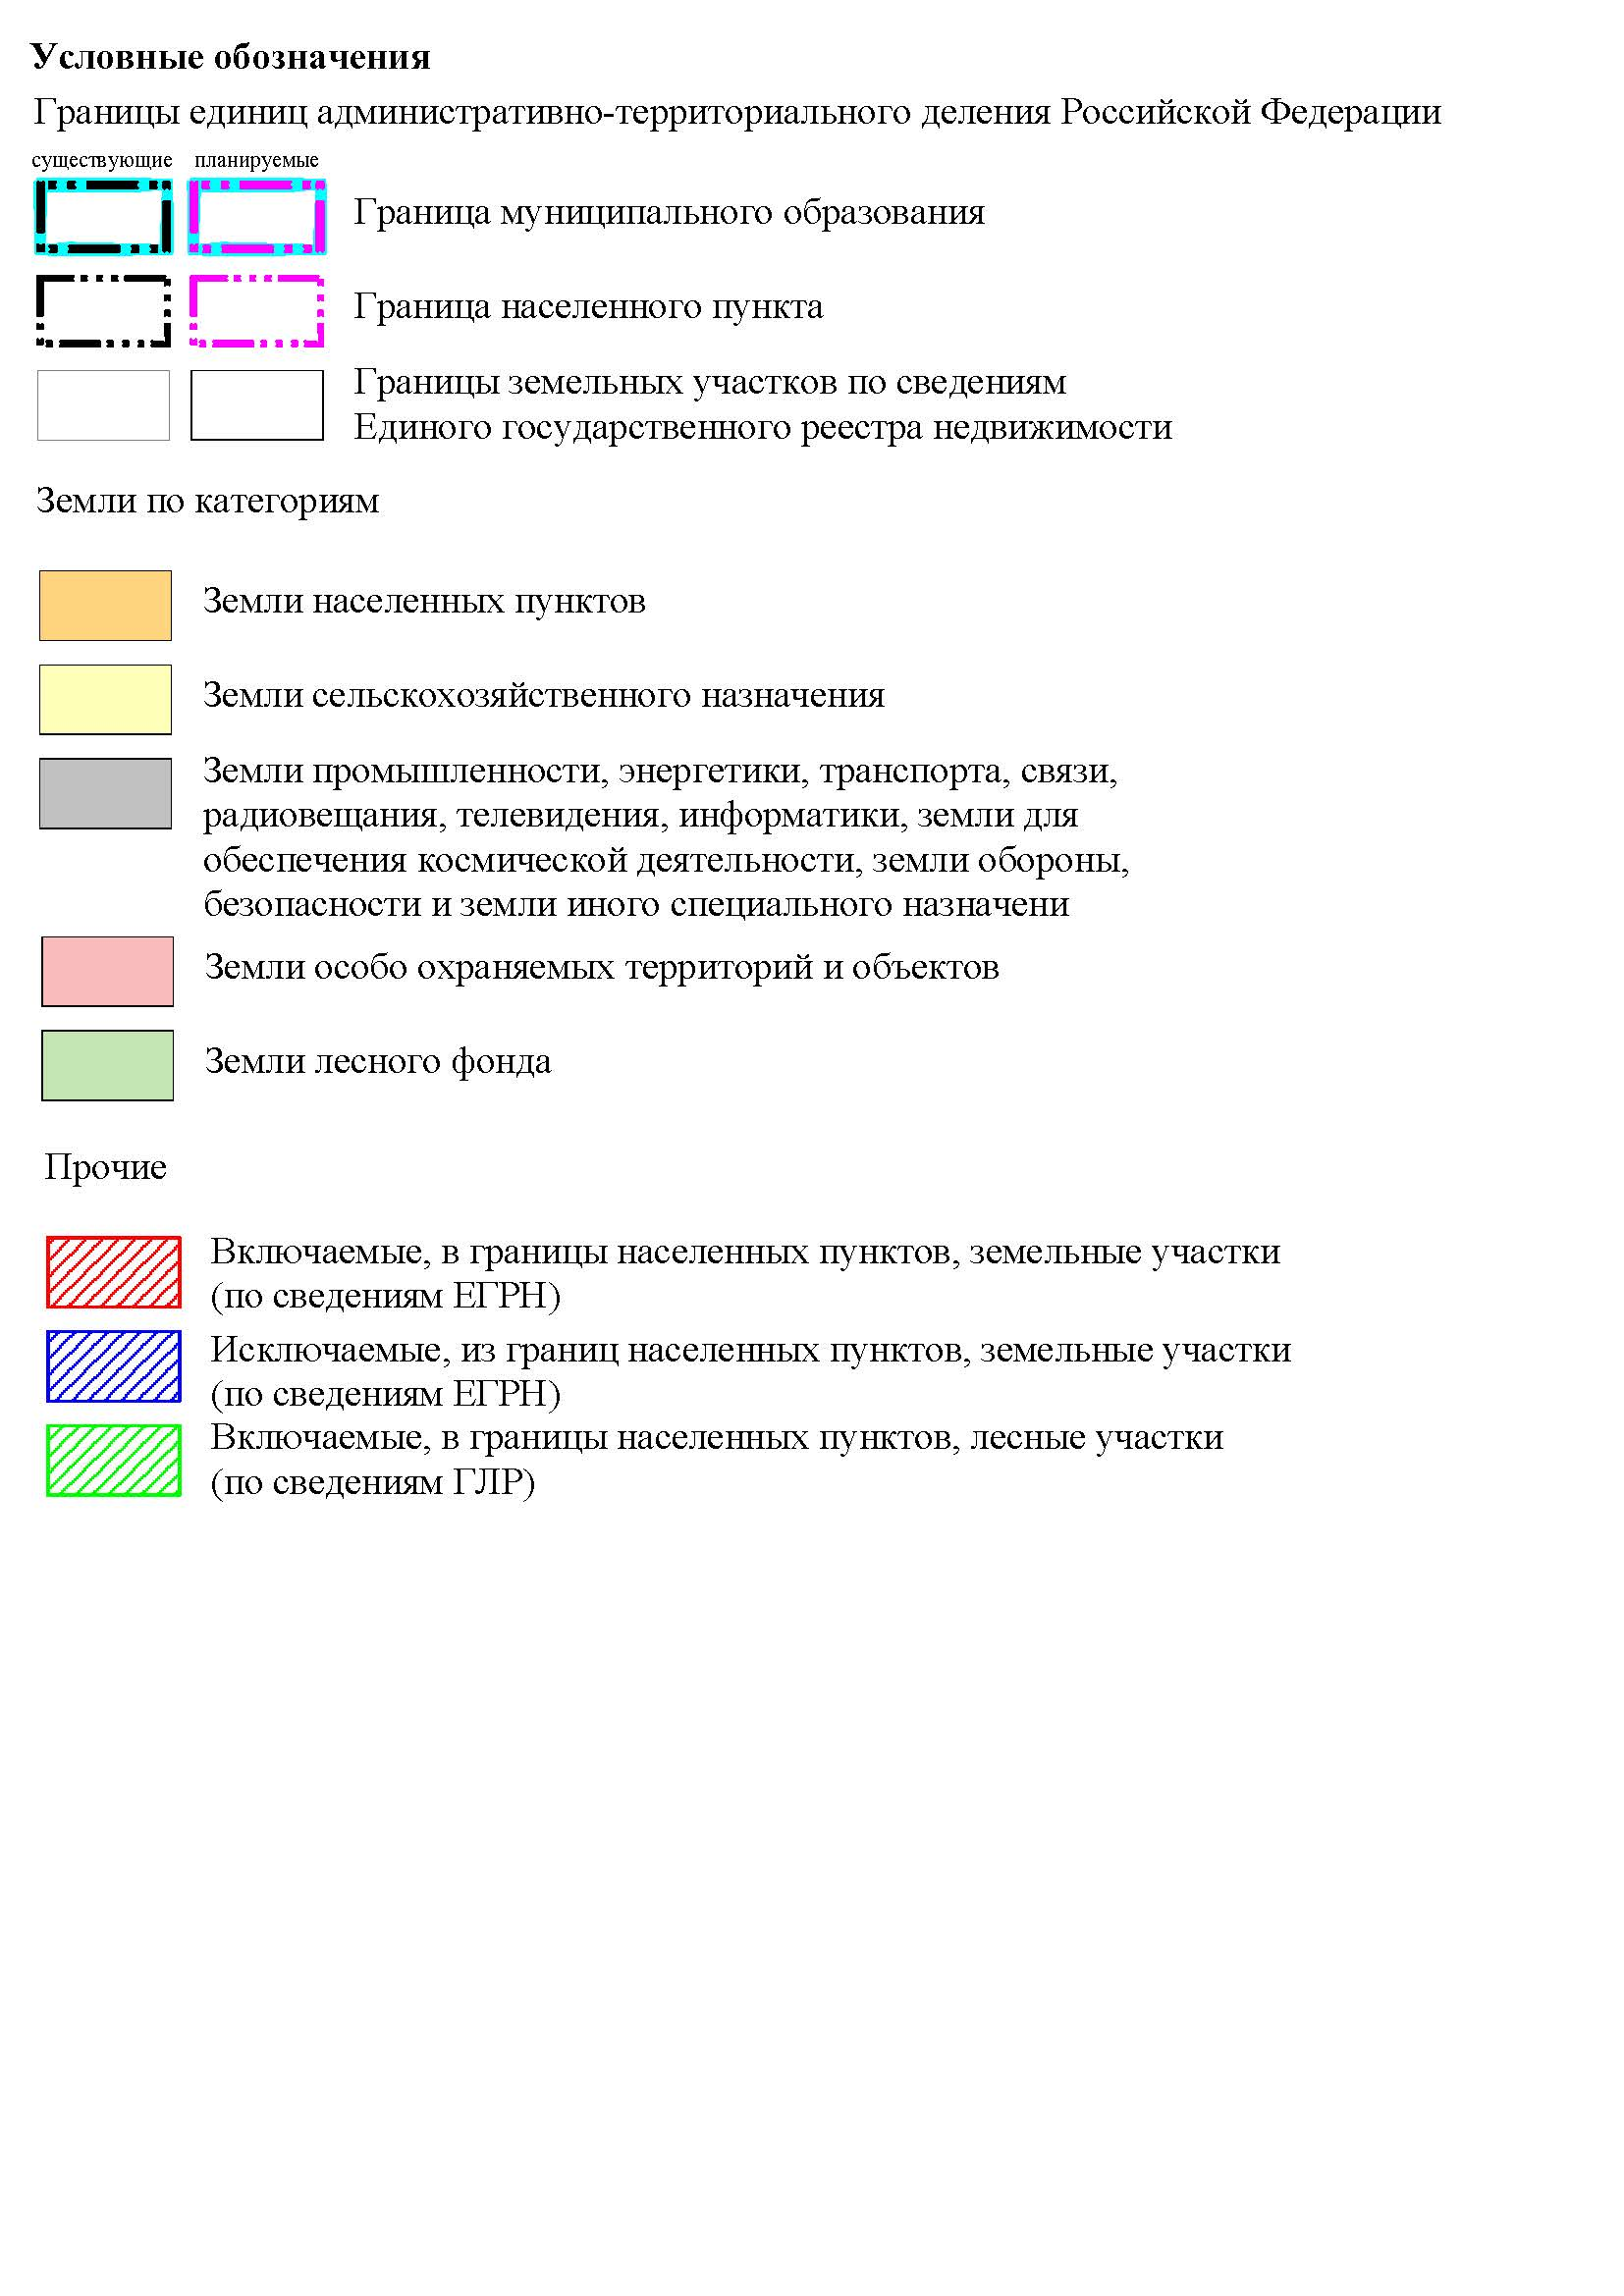 Условные обозначения
Границы единиц административно-территориального деления Российской Федерации
существующие планируемые
Граница муниципального образования
Граница населенного пункта
Границы земельных участков по сведениям
Единого государственного реестра недвижимости
Земли по категориям
Земли населенных пунктов
Земли сельскохозяйственного назначения
Земли промышленности, энергетики, транспорта, связи,
радиовещания, телевидения, информатики, земли для
обеспечения космической деятельности, земли обороны,
безопасности и земли иного специального назначени
Земли особо охраняемых территорий и объектов
Земли лесного фонда
Прочие
Включаемые, в границы населенных пунктов, земельные участки
(по сведениям ЕГРН)
Исключаемые, из границ населенных пунктов, земельные участки
(по сведениям ЕГРН)
Включаемые, в границы населенных пунктов, лесные участки
(по сведениям ГЛР)